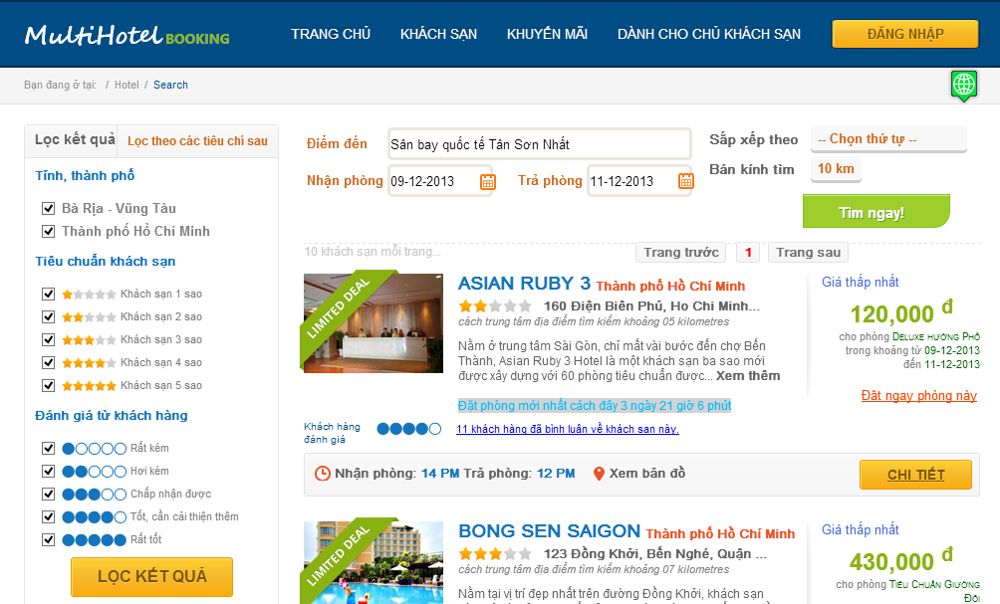 MultiHotel BOOKING
TRANG CHỦ KHÁCH SẠN KHUYẾN MÃI DÀNH CHO CHỦ KHÁCH SẠN ĐĂNG NHẬP
Bạn đang ở tại: / Hotel / Search
Lọc kết quả Lọc theo các tiêu chí sau
Tỉnh, thành phố
Bà Rịa - Vũng Tàu
Thành phố Hồ Chí Minh
Tiêu chuẩn khách sạn
Khách sạn 1 sao
Khách sạn 2 sao
Khách sạn 3 sao
Khách sạn 4 sao
Khách sạn 5 sao
Đánh giá từ khách hàng
Rất kém
Hơi kém
Chấp nhận được
Tốt, cần cải thiện thêm
Rất tốt
LỌC KẾT QUẢ
Điểm đến Sân bay quốc tế Tân Sơn Nhất
Nhận phòng 09-12-2013 Trả phòng 11-12-2013
Sắp xếp theo -- Chọn thứ tự --
Bán kính tìm 10 km
Tìm ngay!
10 khách sạn mỗi trang... Trang trước 1 Trang sau
LIMITED DEAL
ASIAN RUBY 3 Thành phố Hồ Chí Minh
160 Điện Biên Phủ, Ho Chi Minh...
cách trung tâm địa điểm tìm kiếm khoảng 05 kilometres
Nằm ở trung tâm Sài Gòn, chỉ mất vài bước đến chợ Bến
Thành, Asian Ruby 3 Hotel là một khách sạn ba sao mới
được xây dựng với 60 phòng tiêu chuẩn được... Xem thêm
Đặt phòng mới nhất cách đây 3 ngày 21 giờ 6 phút
Khách hàng
đánh giá
11 khách hàng đã bình luận về khách sạn này.
Giá thấp nhất
120,000 đ
cho phòng DELUXE HƯỚNG PHỐ
trong khoảng từ 09-12-2013
đến 11-12-2013
Đặt ngay phòng này
Nhận phòng: 14 PM Trả phòng: 12 PM Xem bản đồ CHI TIẾT
LIMITED DEAL
BONG SEN SAIGON Thành phố Hồ Chí Minh
123 Đồng Khởi, Bến Nghé, Quận ...
cách trung tâm địa điểm tìm kiếm khoảng 07 kilometres
Nằm tại vị trí đẹp nhất trên đường Đồng Khởi, khách sạn
Giá thấp nhất
430,000 đ
cho phòng TIÊU CHUẨN GIƯỜNG
ĐÔI